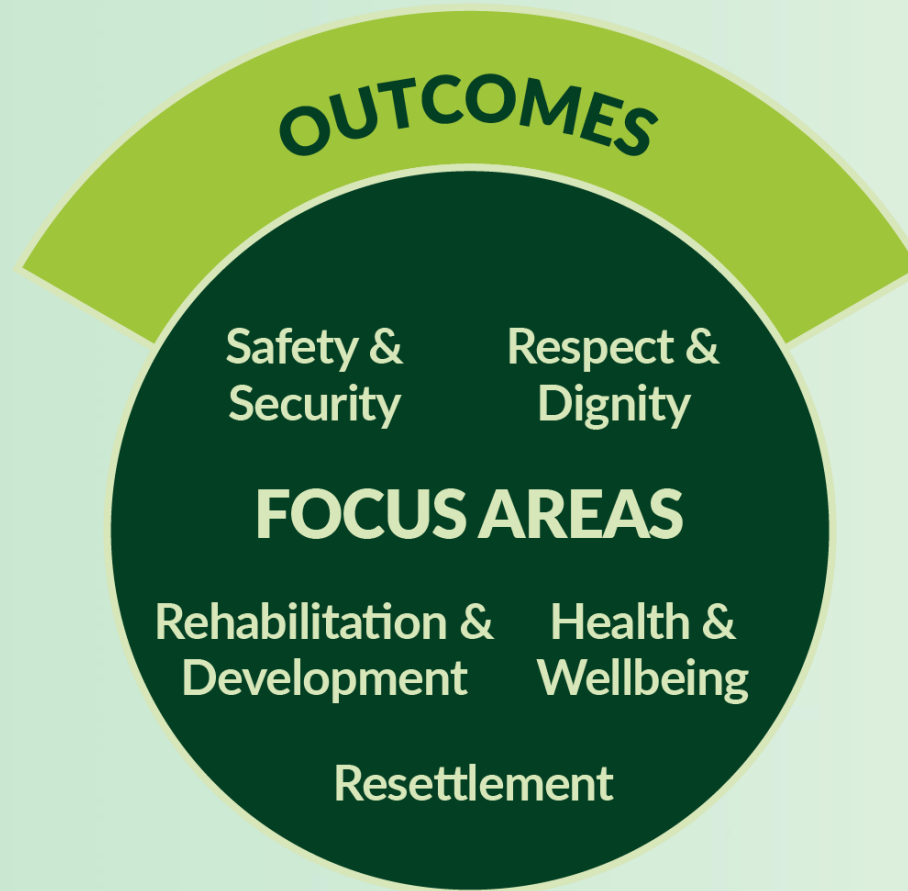 OUTCOMES
Safety &
Security
Respect &
Dignity
FOCUS AREAS
Rehabilitation &
Development
Health &
Wellbeing
Resettlement